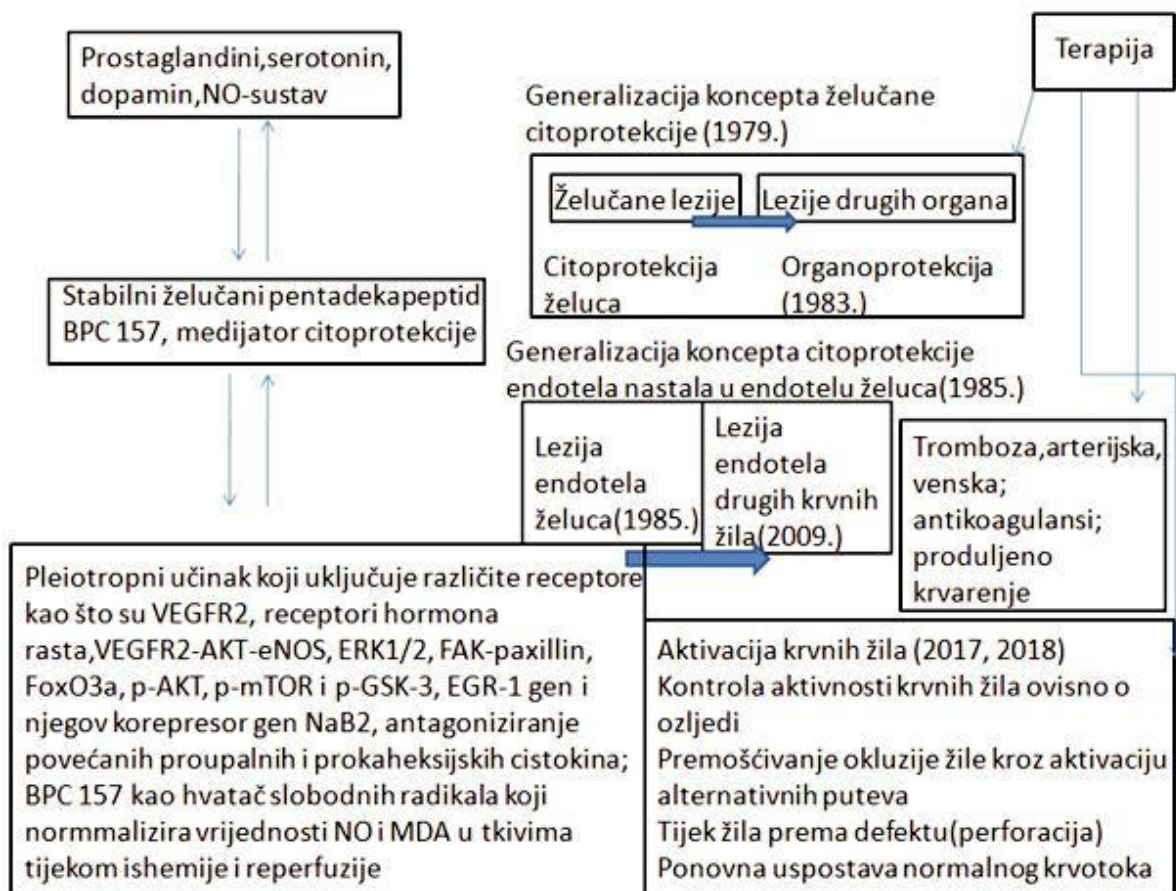 Prostaglandini,serotonin,
dopamin,NO-sustav
Terapija
Generalizacija koncepta želučane
citoprotekcije (1979.)
Želučane lezije
Lezije drugih organa
Citoprotekcija
želuca
Organoprotekcija
(1983.)
Stabilni želučani pentadekapeptid
BPC 157, medijator citoprotekcije
Generalizacija koncepta citoprotekcije
endotela nastala u endotelu želuca(1985.)
Lezija
endotela
želuca(1985.)
Lezija
endotela
drugih krvnih
žila(2009.)
Tromboza,arterijska,
venska;
antikoagulansi;
produljeno
krvarenje
Pleiotropni učinak koji uključuje različite receptore
kao što su VEGFR2, receptori hormona
rasta,VEGFR2-AKT-eNOS, ERK1/2, FAK-paxillin,
FoxO3a, p-AKT, p-mTOR i p-GSK-3, EGR-1 gen i
njegov korepresor gen NaB2, antagoniziranje
povećanih proupalnih i prokaheksijskih cistokina;
BPC 157 kao hvatač slobodnih radikala koji
normmalizira vrijednosti NO i MDA u tkivima
tijekom ishemije i reperfuzije
Aktivacija krvnih žila (2017, 2018)
Kontrola aktivnosti krvnih žila ovisno o
ozljedi
Premošćivanje okluzije žile kroz aktivaciju
alternativnih puteva
Tijek žila prema defektu(perforacija)
Ponovna uspostava normalnog krvotoka